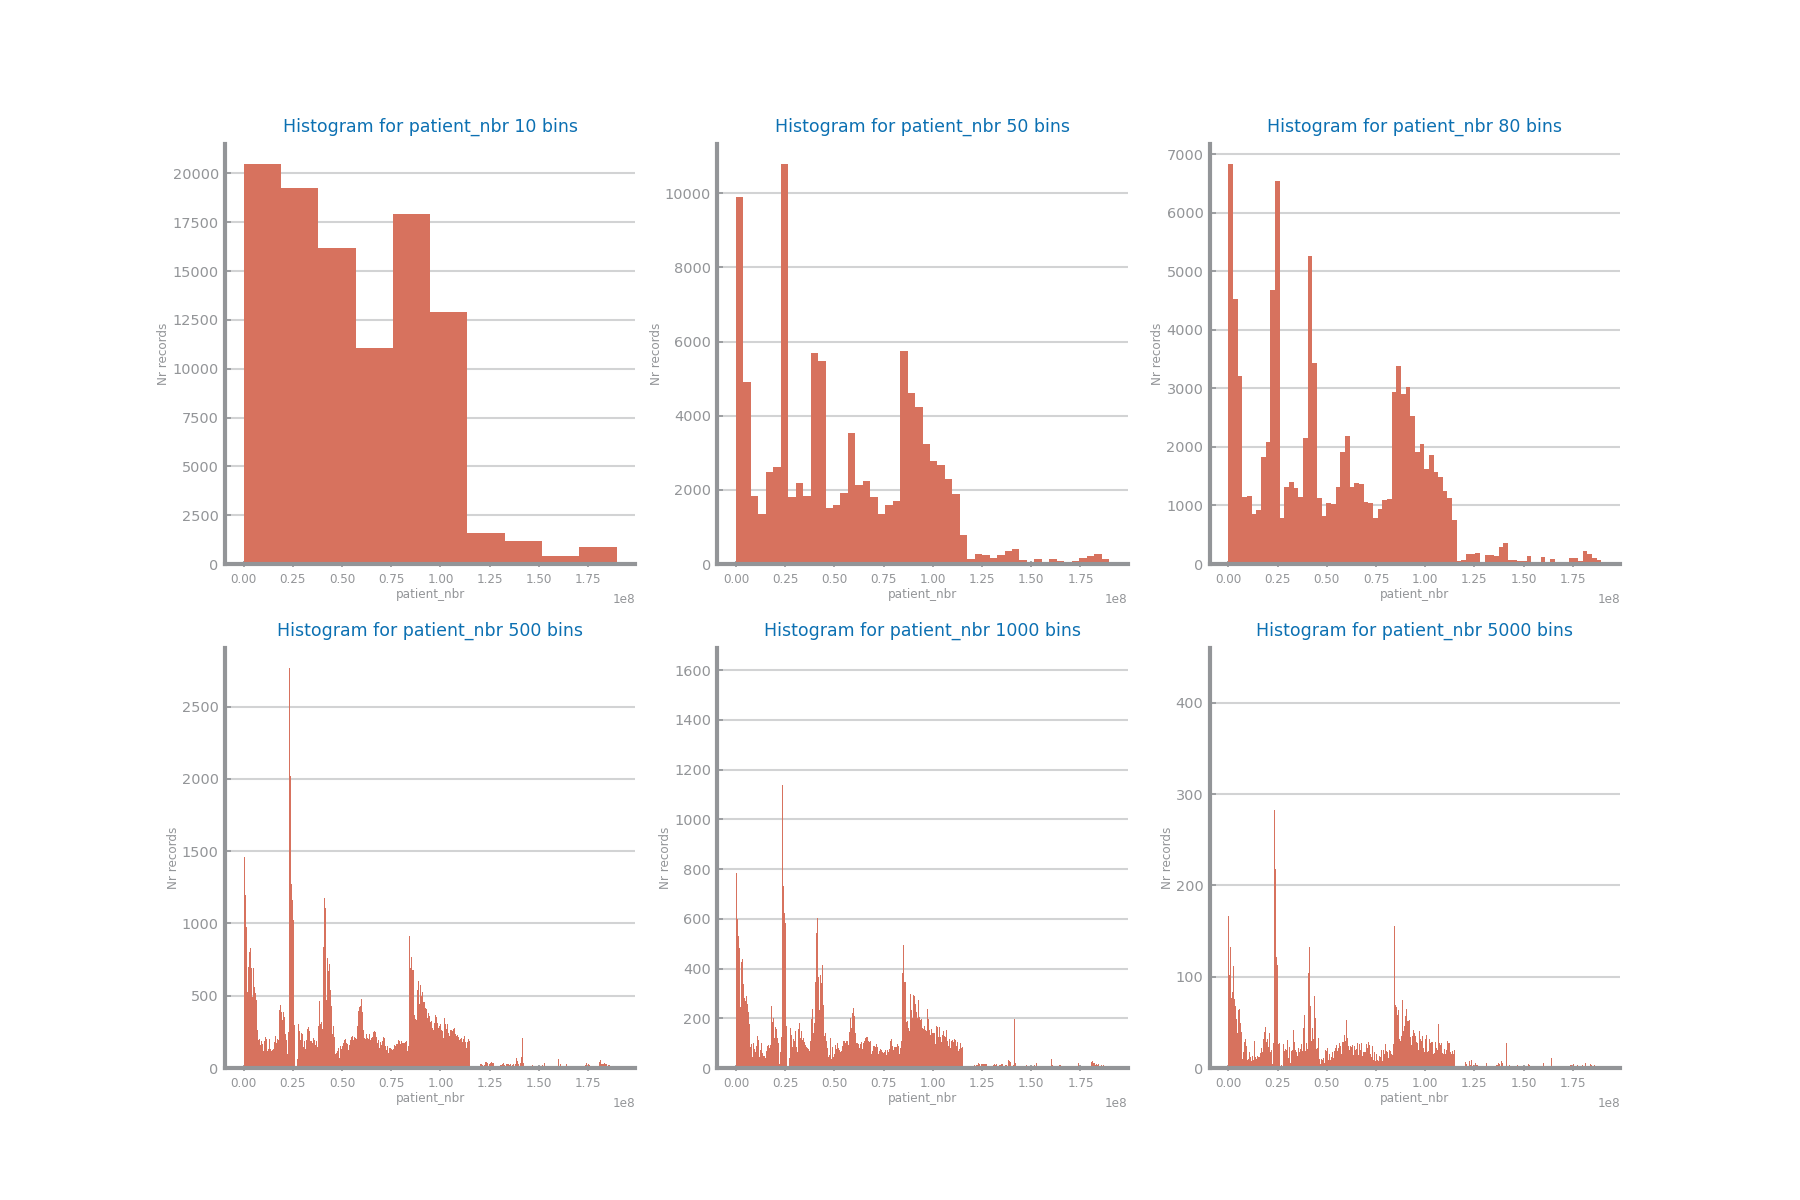 Histogram for patient_nbr 10 bins
20000
17500
15000
12500
10000
7500
5000
2500
0
Nr records
0.00 0.25 0.50 0.75 1.00 1.25 1.50 1.75
patient_nbr
1e8
Histogram for patient_nbr 50 bins
10000
8000
6000
4000
2000
0
Nr records
0.00 0.25 0.50 0.75 1.00 1.25 1.50 1.75
patient_nbr
1e8
Histogram for patient_nbr 80 bins
7000
6000
5000
4000
3000
2000
1000
0
Nr records
0.00 0.25 0.50 0.75 1.00 1.25 1.50 1.75
patient_nbr
1e8
Histogram for patient_nbr 500 bins
2500
2000
1500
1000
500
0
Nr records
0.00 0.25 0.50 0.75 1.00 1.25 1.50 1.75
patient_nbr
1e8
Histogram for patient_nbr 1000 bins
1600
1400
1200
1000
800
600
400
200
0
Nr records
0.00 0.25 0.50 0.75 1.00 1.25 1.50 1.75
patient_nbr
1e8
Histogram for patient_nbr 5000 bins
400
300
200
100
0
Nr records
0.00 0.25 0.50 0.75 1.00 1.25 1.50 1.75
patient_nbr
1e8